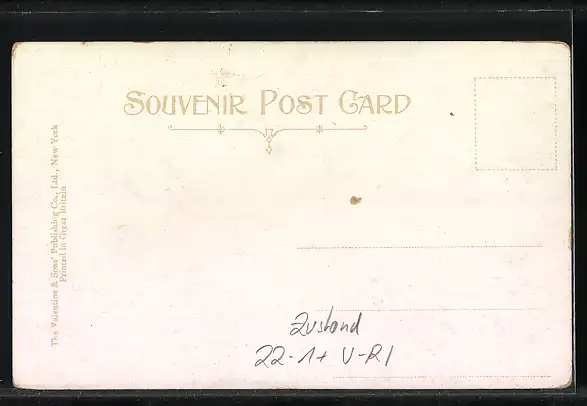 SOUVENIR POST CARD
The Valentine & Sons' Publishing Co., Ltd., New York
Printed in Great Britain
Zustand
22-1+ V-R1